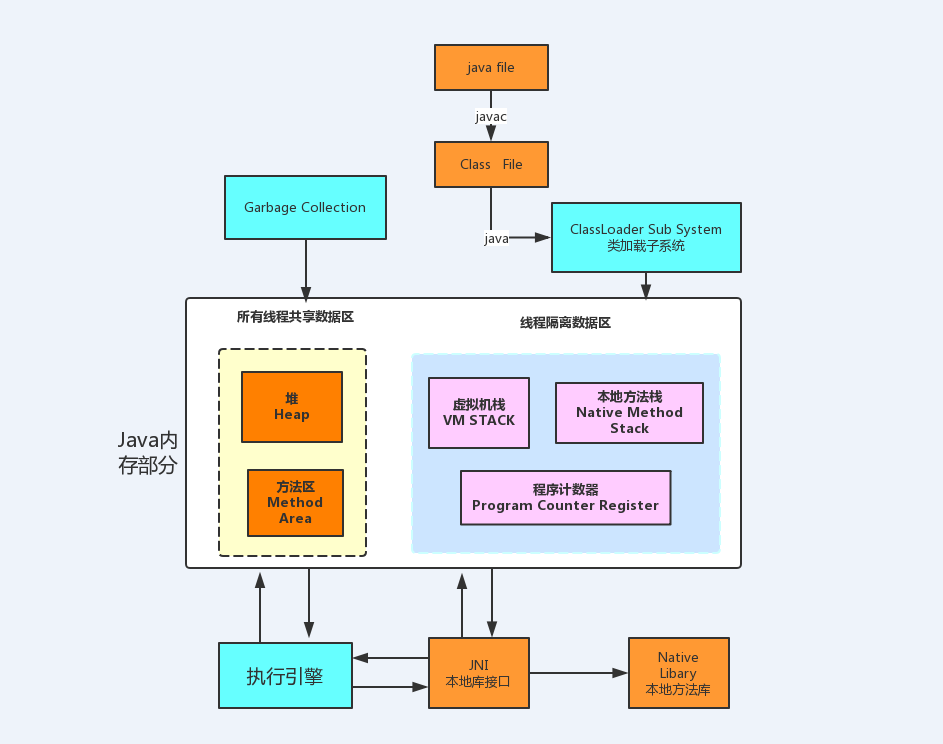 java file
javac
Class File
Garbage Collection
java
ClassLoader Sub System
类加载子系统
所有线程共享数据区
线程隔离数据区
堆
Heap
虚拟机栈
VM STACK
本地方法栈
Native Method
Stack
Java内
存部分
方法区
Method
Area
程序计数器
Program Counter Register
执行引擎
JNI
本地库接口
Native
Libary
本地方法库